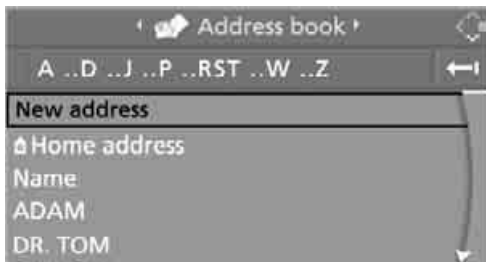 Address book
A ..D ..J ..P ..RST ..W ..Z
New address
Home address
Name
ADAM
DR. TOM